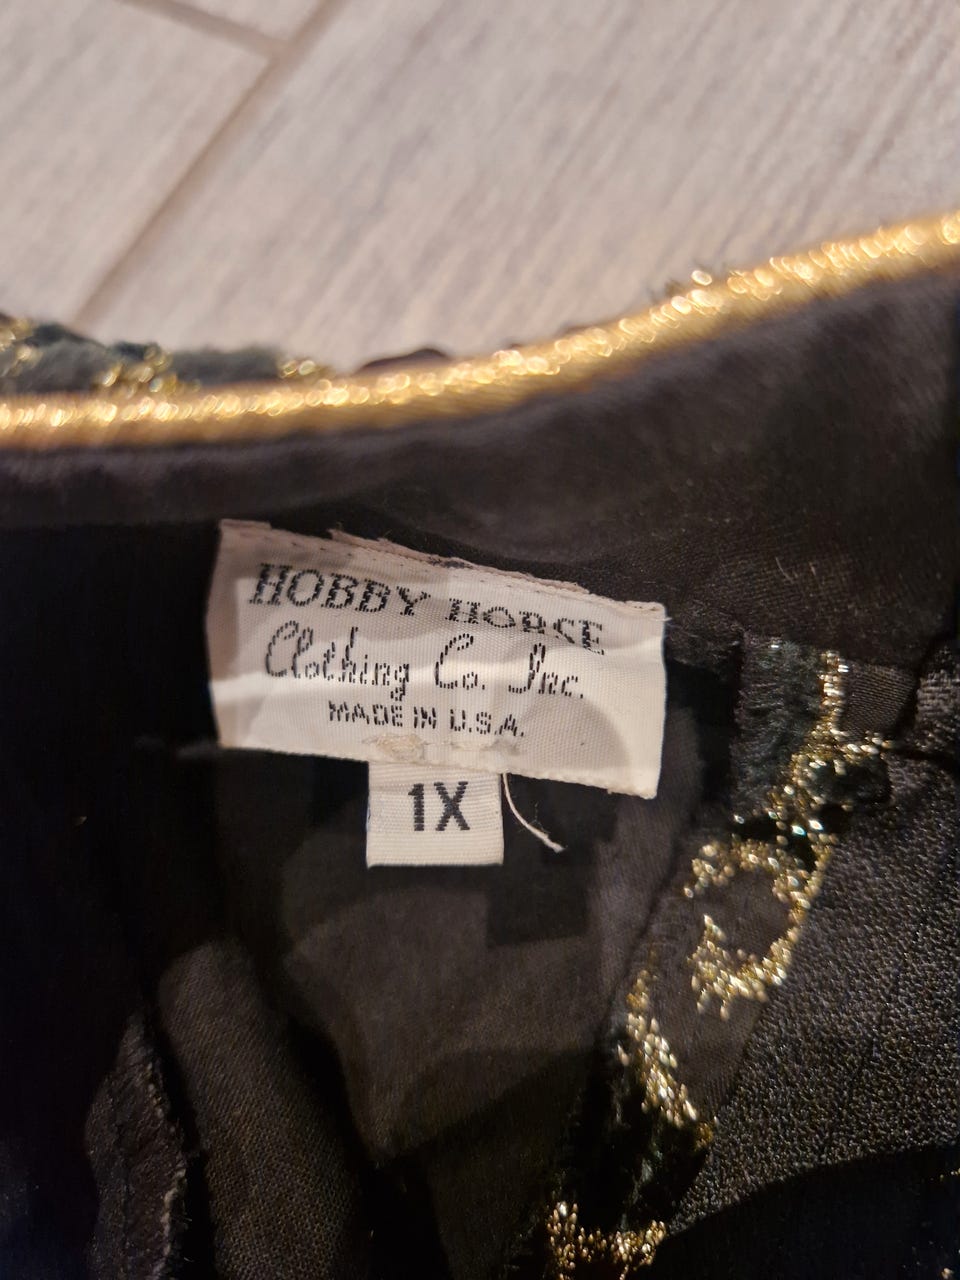 HOBBY HORSE
Clothing Co. Inc.
MADE IN U.S.A.
1X